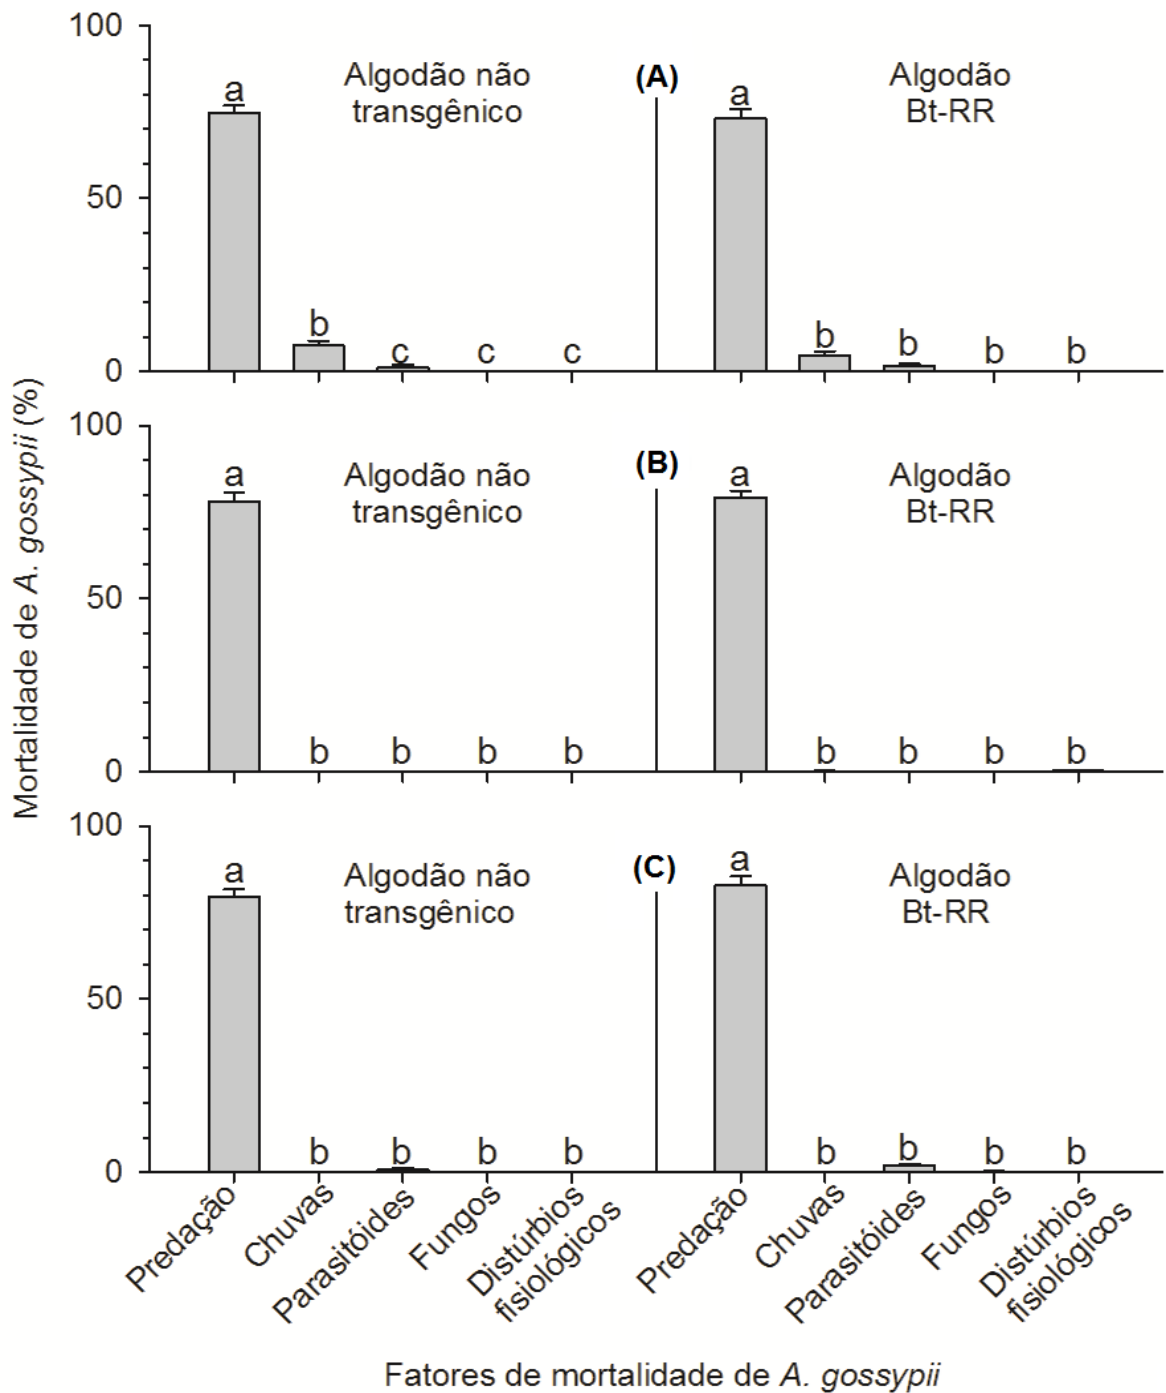 Mortalidade de A. gossypii (%)
100
50
0
Algodão não
transgênico
(A)
Algodão
Bt-RR
a
b
c
c
c
a
b
b
b
b
100
50
0
Algodão não
transgênico
(B)
Algodão
Bt-RR
a
b
b
b
b
a
b
b
b
b
100
50
0
Algodão não
transgênico
(C)
Algodão
Bt-RR
a
b
b
b
b
a
b
b
b
b
Predação
Chuvas
Parasitóides
Fungos
Distúrbios
fisiológicos
Predação
Chuvas
Parasitóides
Fungos
Distúrbios
fisiológicos
Fatores de mortalidade de A. gossypii